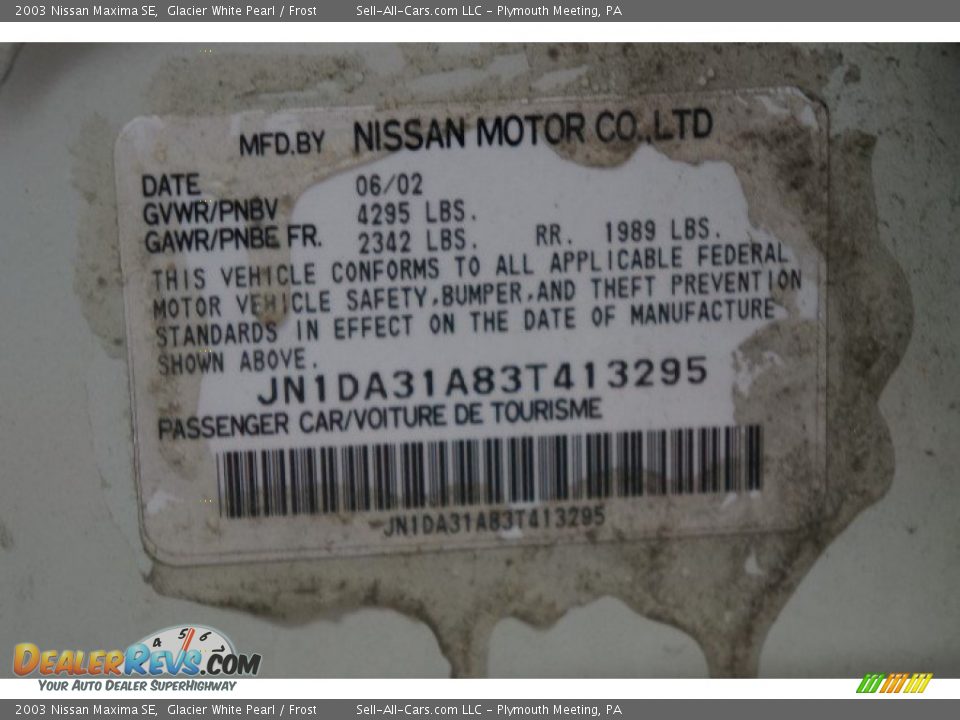 2003 Nissan Maxima SE,  Glacier White Pearl / Frost        Sell-All-Cars.com LLC - Plymouth Meeting, PA
MFD.BY NISSAN MOTOR CO.,LTD
DATE 06/02
GVWR/PNBV 4295 LBS.
GAWR/PNBE FR. 2342 LBS. RR. 1989 LBS.
THIS VEHICLE CONFORMS TO ALL APPLICABLE FEDERAL
MOTOR VEHICLE SAFETY,BUMPER,AND THEFT PREVENTION
STANDARDS IN EFFECT ON THE DATE OF MANUFACTURE
SHOWN ABOVE.
JN1DA31A83T413295
PASSENGER CAR/VOITURE DE TOURISME
JN1DA31A83T413295
4 5 6
DEALERREVS.COM
YOUR AUTO DEALER SUPERHIGHWAY
2003 Nissan Maxima SE,  Glacier White Pearl / Frost        Sell-All-Cars.com LLC - Plymouth Meeting, PA